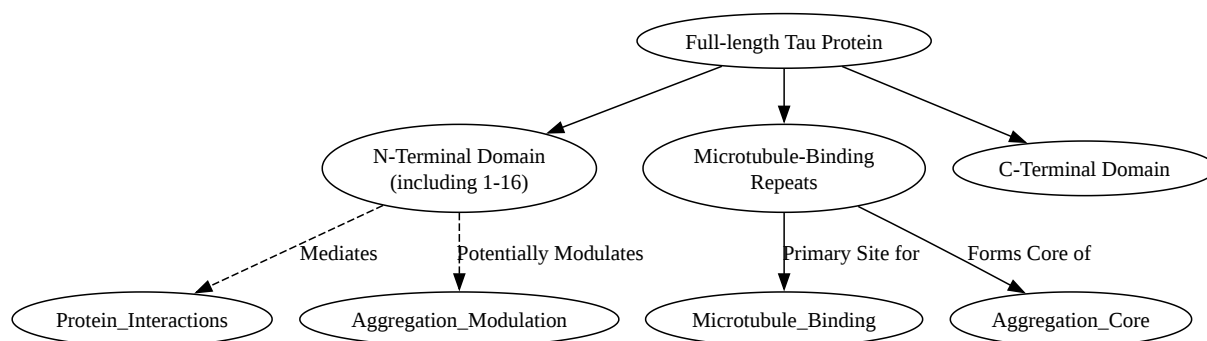 Full-length Tau Protein
N-Terminal Domain
(including 1-16)
Microtubule-Binding
Repeats
C-Terminal Domain
Mediates
Potentially Modulates
Primary Site for
Forms Core of
Protein_Interactions
Aggregation_Modulation
Microtubule_Binding
Aggregation_Core